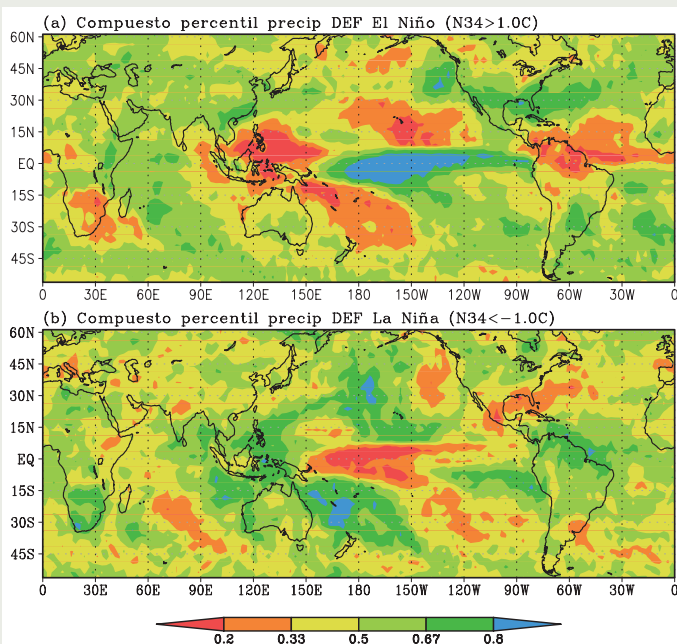 (a) Compuesto percentil precip DEF El Niño (N34>1.0C)
60N
45N
30N
15N
EQ
15S
30S
45S
0 30E 60E 90E 120E 150E 180 150W 120W 90W 60W 30W 0
(b) Compuesto percentil precip DEF La Niña (N34<−1.0C)
60N
45N
30N
15N
EQ
15S
30S
45S
0 30E 60E 90E 120E 150E 180 150W 120W 90W 60W 30W 0
0.2 0.33 0.5 0.67 0.8